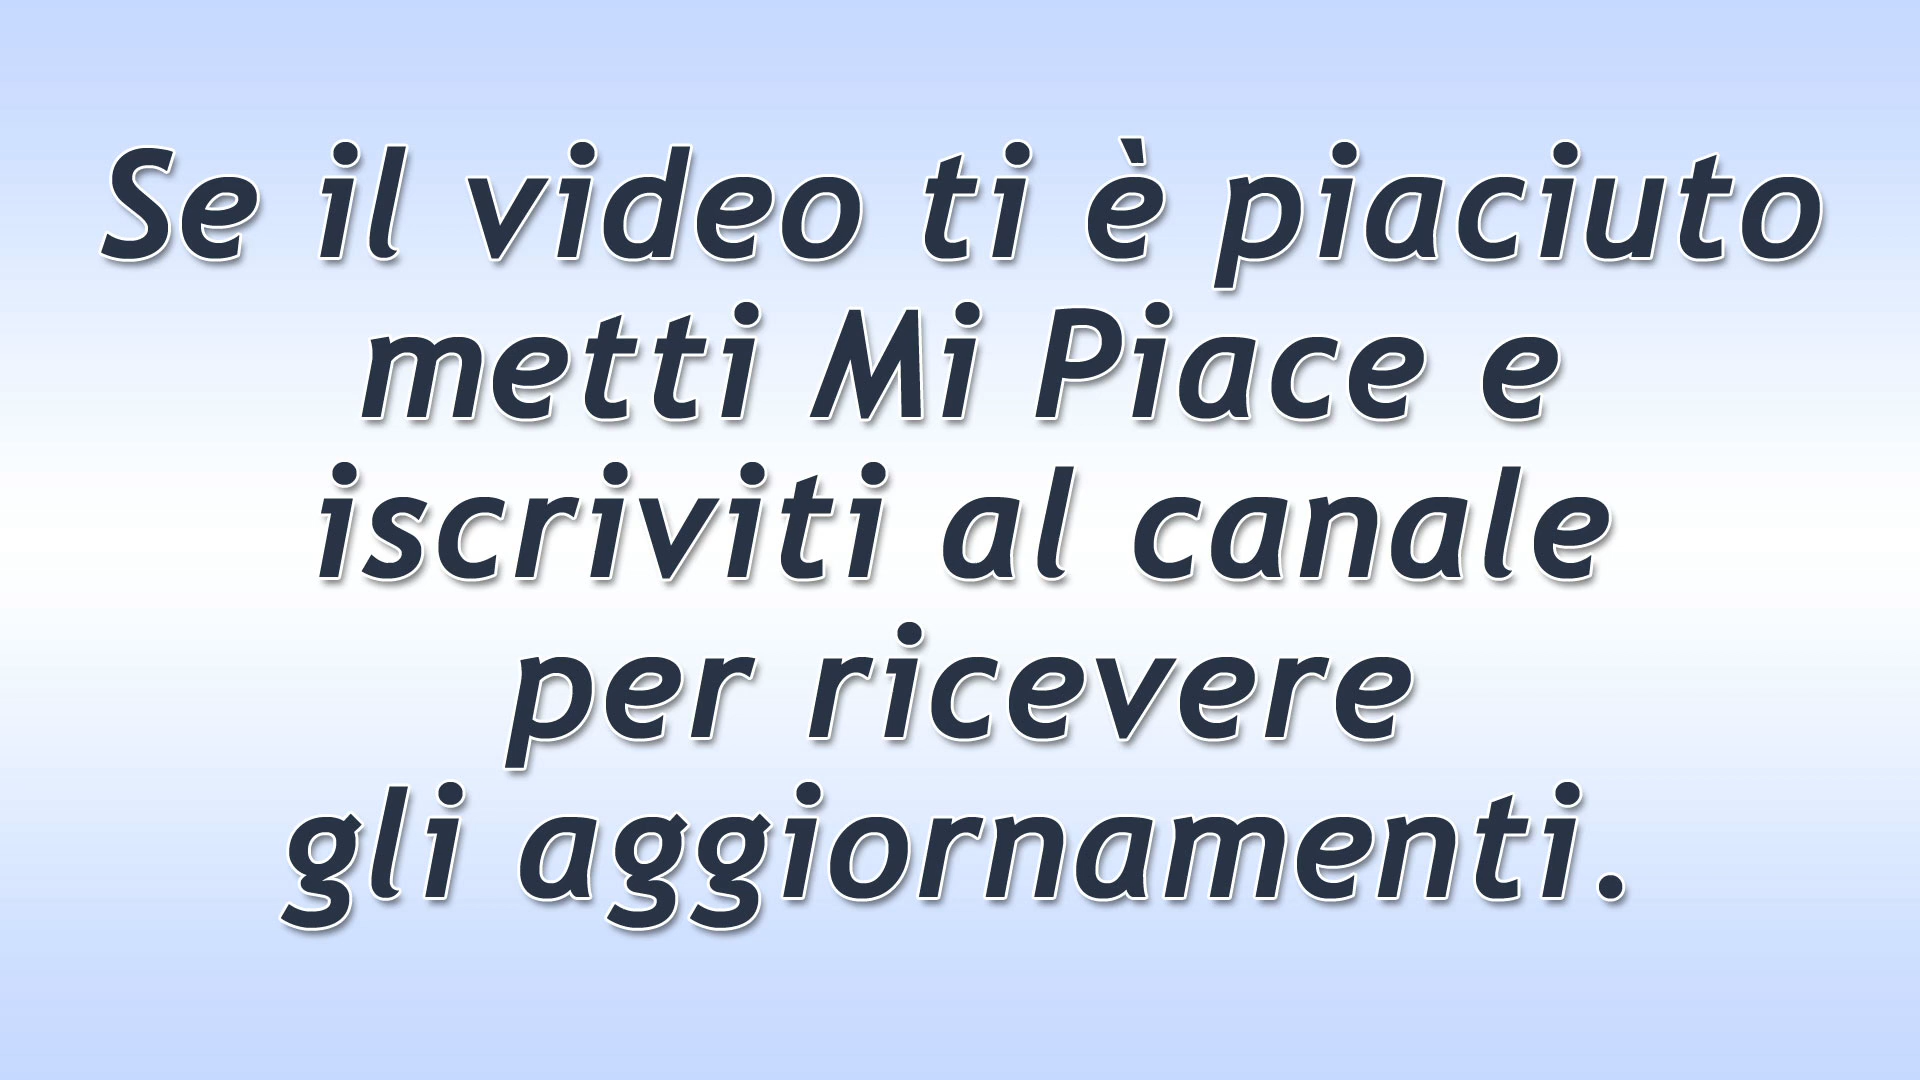 Se il video ti è piaciuto
metti Mi Piace e
iscriviti al canale
per ricevere
gli aggiornamenti.